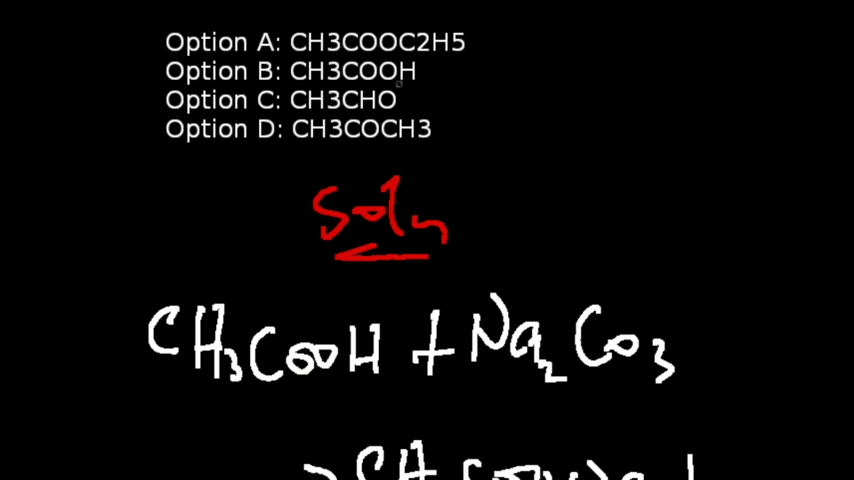 Option A: CH3COOC2H5
Option B: CH3COOH
Option C: CH3CHO
Option D: CH3COCH3
Soln
CH3COOH + Na2CO3